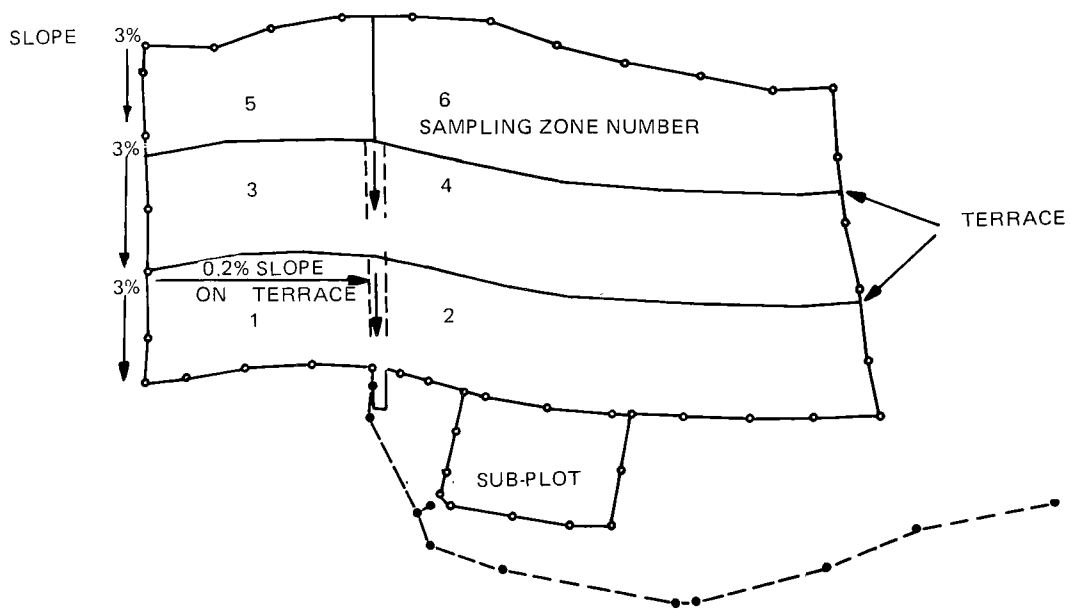 SLOPE 3%
5
6
SAMPLING ZONE NUMBER
3%
3
4
TERRACE
0.2% SLOPE
3%
ON TERRACE
1
2
SUB-PLOT